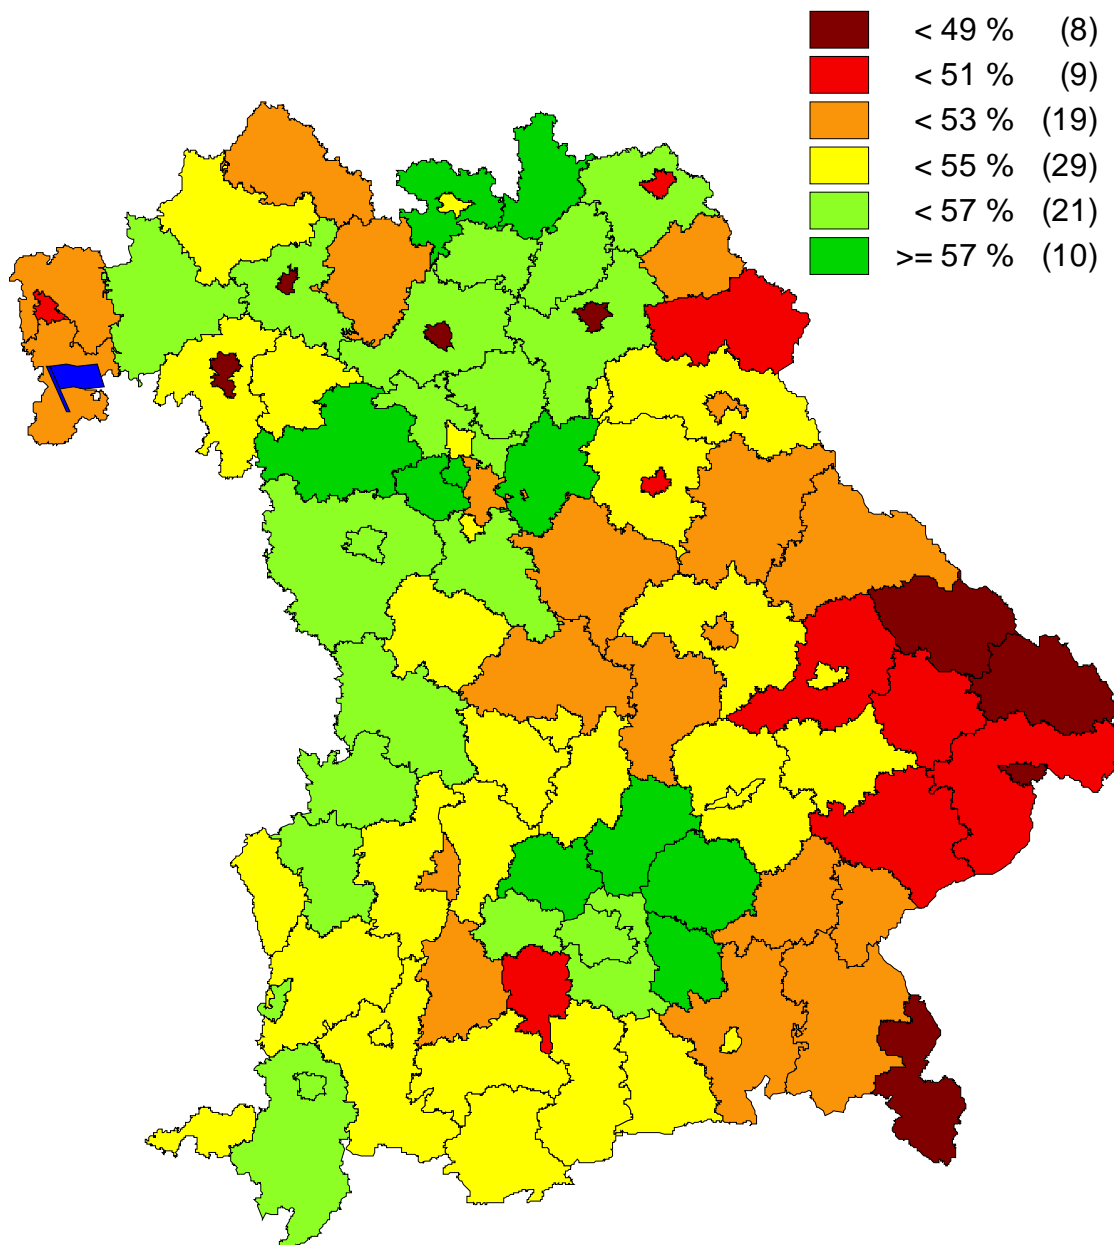 < 49 % (8)
< 51 % (9)
< 53 % (19)
< 55 % (29)
< 57 % (21)
>= 57 % (10)